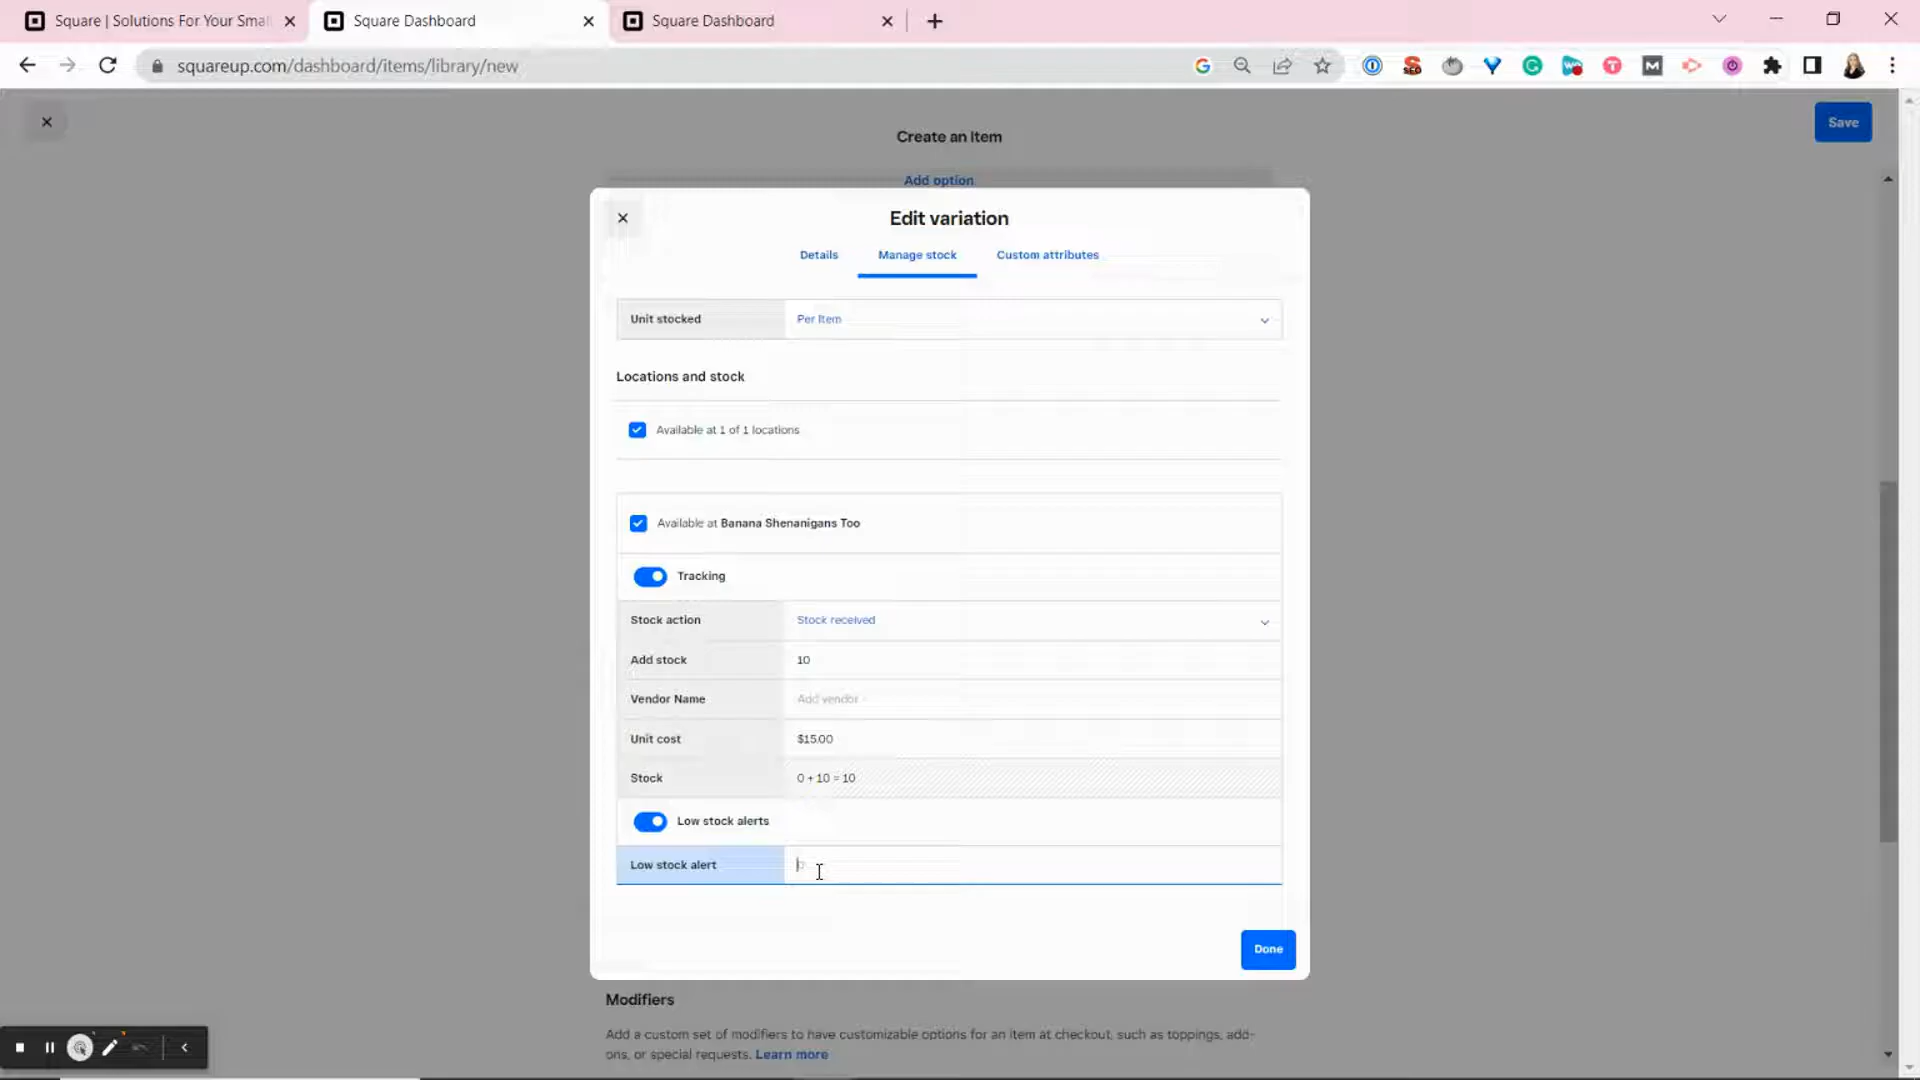 Square | Solutions For Your Smal
Square Dashboard
Square Dashboard
squareup.com/dashboard/items/library/new
Create an Item
Save
Add option
Edit variation
Details
Manage stock
Custom attributes
Unit stocked
Per Item
Locations and stock
Available at 1 of 1 locations
Available at Banana Shenanigans Too
Tracking
Stock action
Stock received
Add stock
10
Vendor Name
Add vendor
Unit cost
$15.00
Stock
0 + 10 = 10
Low stock alerts
Low stock alert
Done
Modifiers
Add a custom set of modifiers to have customizable options for an item at checkout, such as toppings, add-
ons, or special requests. Learn more